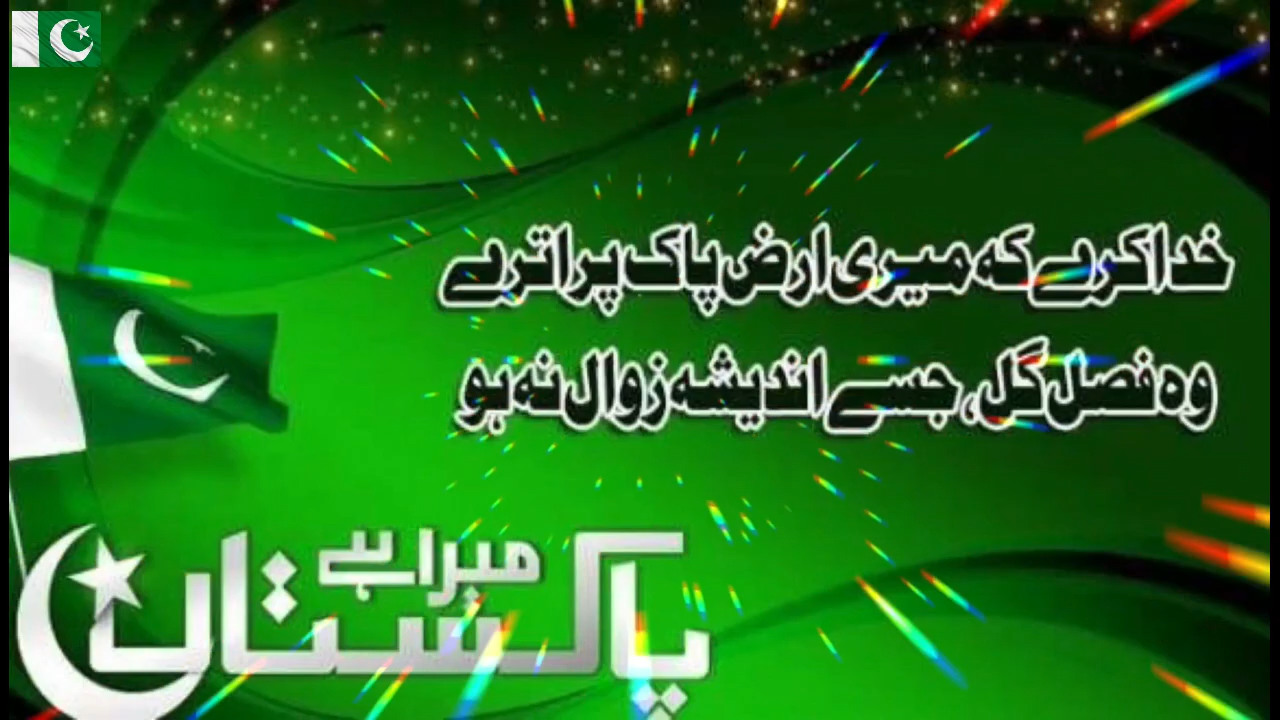 خدا کرے کہ میری ارض پاک پر اترے
وہ فصل گل، جسے اندیشہ زوال نہ ہو
میرا ہے
پاکستان